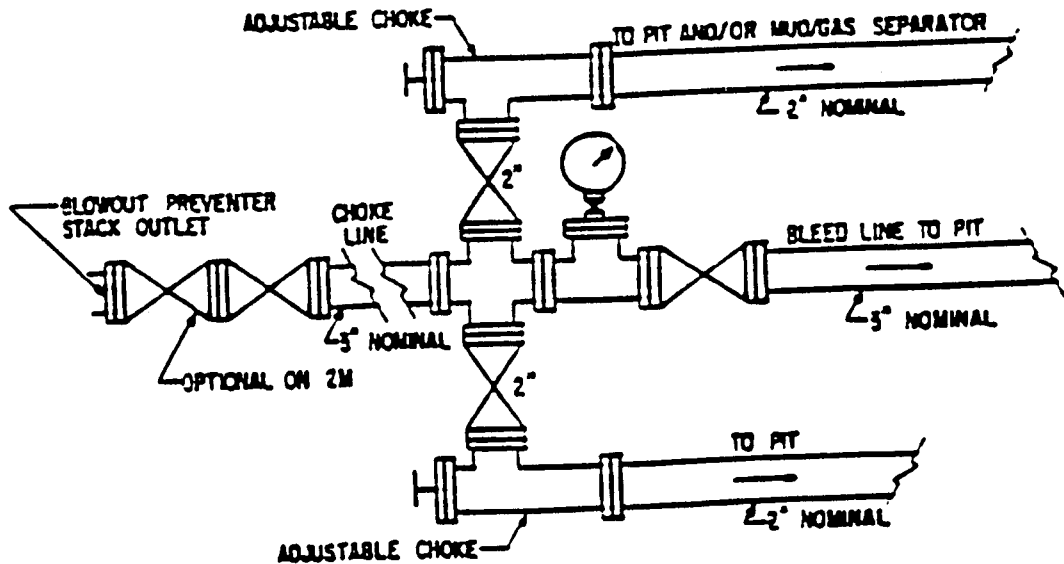 ADJUSTABLE CHOKE
TO PIT AND/OR MUD/GAS SEPARATOR
2" NOMINAL
2"
BLOWOUT PREVENTER
STACK OUTLET
CHOKE
LINE
BLEED LINE TO PIT
3" NOMINAL
3" NOMINAL
OPTIONAL ON 2M
2"
TO PIT
2" NOMINAL
ADJUSTABLE CHOKE